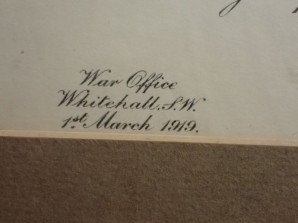 War Office
Whitehall, S.W.
1st March 1919.